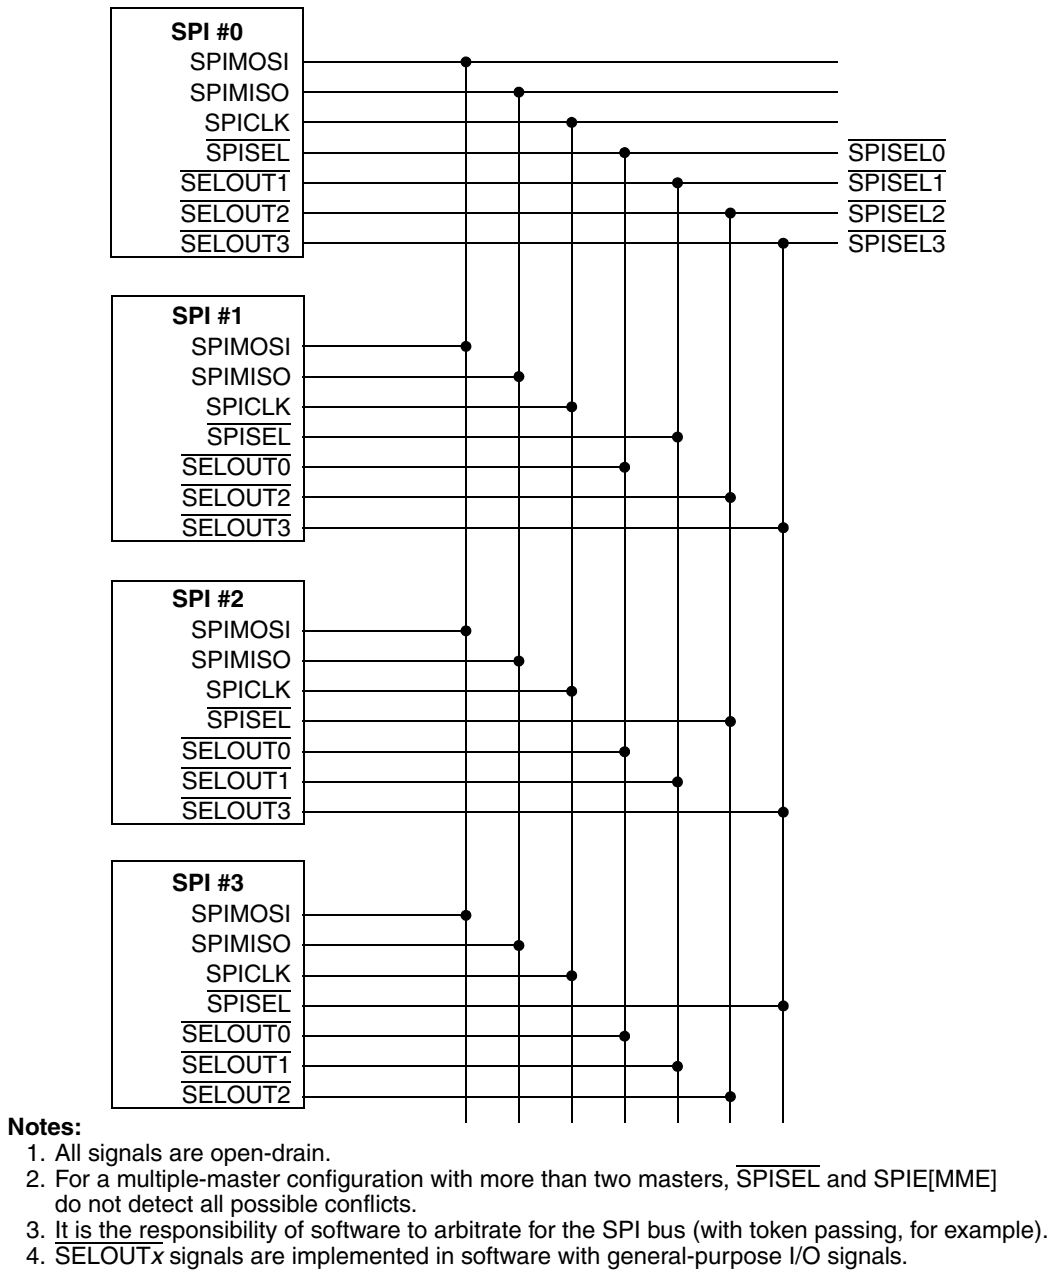 SPI #0
SPIMOSI
SPIMISO
SPICLK
SPISEL SPISEL0
SELOUT1 SPISEL1
SELOUT2 SPISEL2
SELOUT3 SPISEL3
SPI #1
SPIMOSI
SPIMISO
SPICLK
SPISEL
SELOUT0
SELOUT2
SELOUT3
SPI #2
SPIMOSI
SPIMISO
SPICLK
SPISEL
SELOUT0
SELOUT1
SELOUT3
SPI #3
SPIMOSI
SPIMISO
SPICLK
SPISEL
SELOUT0
SELOUT1
SELOUT2
Notes:
1. All signals are open-drain.
2. For a multiple-master configuration with more than two masters, SPISEL and SPIE[MME]
do not detect all possible conflicts.
3. It is the responsibility of software to arbitrate for the SPI bus (with token passing, for example).
4. SELOUTx signals are implemented in software with general-purpose I/O signals.